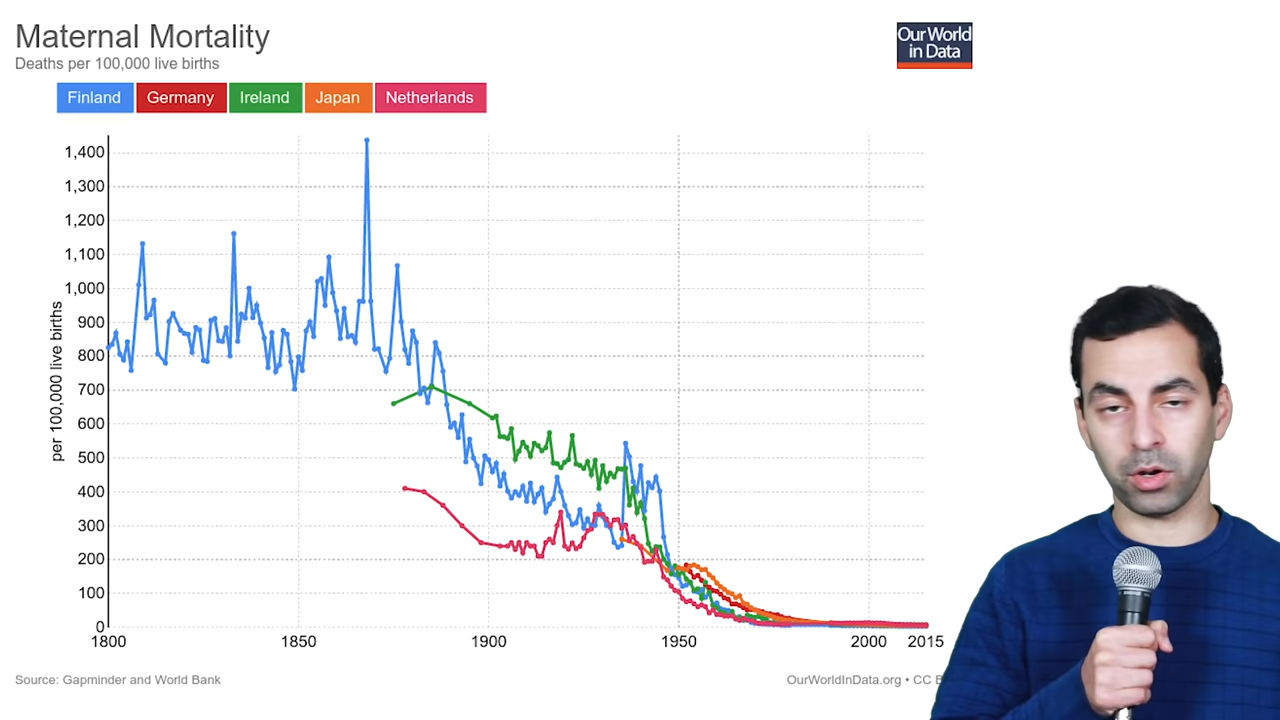 Maternal Mortality
Deaths per 100,000 live births
Our World
in Data
Finland Germany Ireland Japan Netherlands
per 100,000 live births
1,400
1,300
1,200
1,100
1,000
900
800
700
600
500
400
300
200
100
0
1800 1850 1900 1950 2000 2015
Source: Gapminder and World Bank
OurWorldInData.org • CC